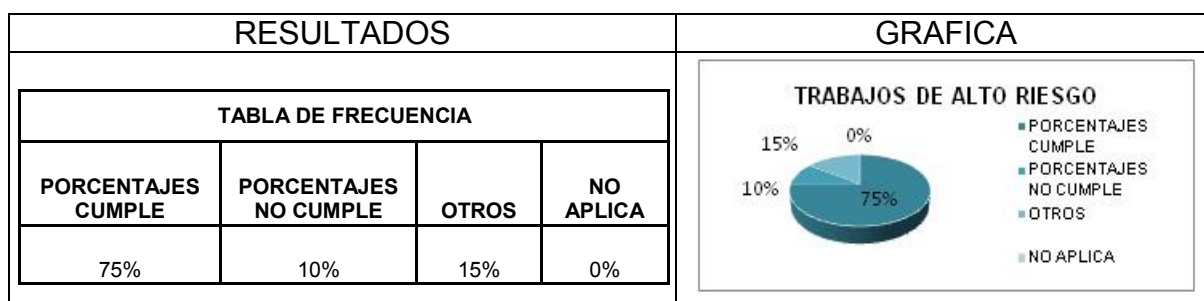 RESULTADOS
GRAFICA
TABLA DE FRECUENCIA
PORCENTAJES CUMPLE
PORCENTAJES NO CUMPLE
OTROS
NO APLICA
75%
10%
15%
0%
TRABAJOS DE ALTO RIESGO
15%
0%
10%
75%
PORCENTAJES
CUMPLE
PORCENTAJES
NO CUMPLE
OTROS
NO APLICA